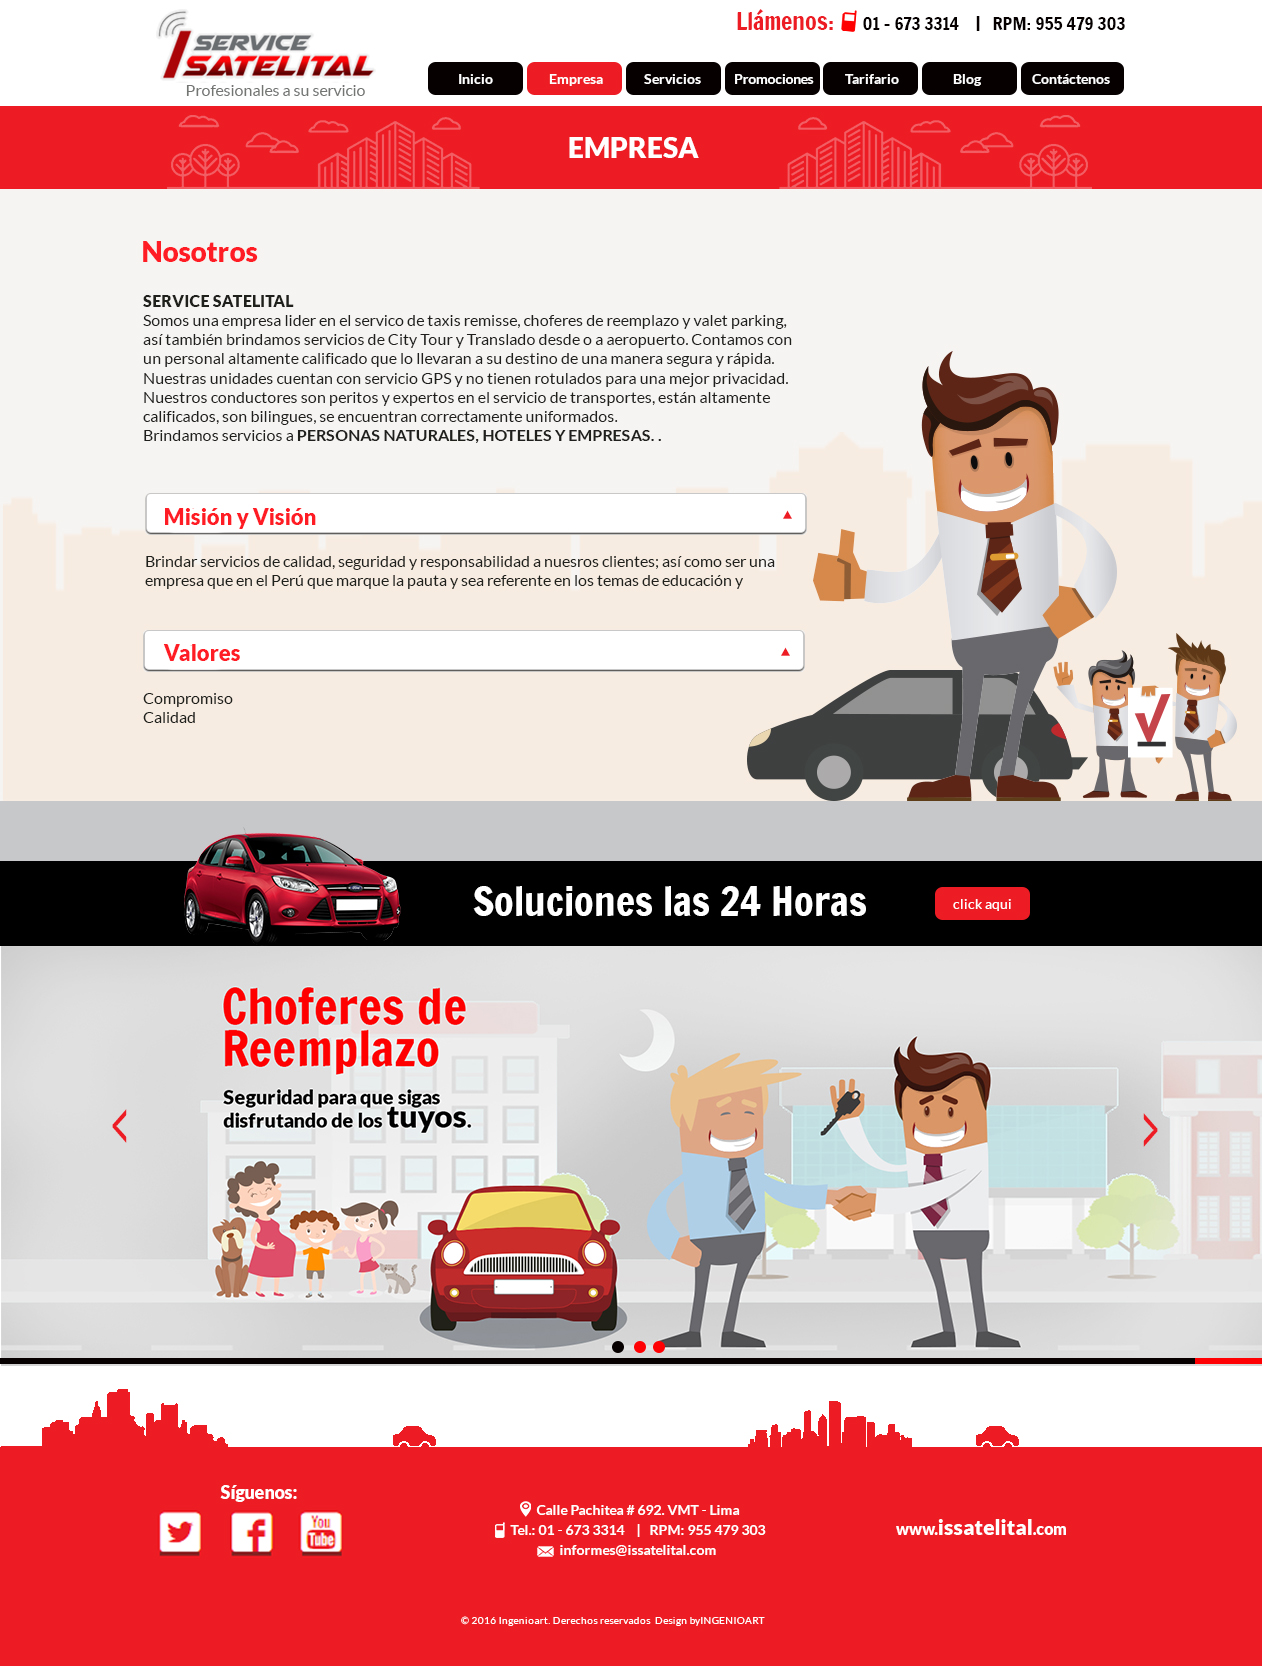 Llámenos: 01 - 673 3314 | RPM: 955 479 303
SERVICE
SATELITAL
Profesionales a su servicio
Inicio Empresa Servicios Promociones Tarifario Blog Contáctenos
EMPRESA
Nosotros
SERVICE SATELITAL
Somos una empresa lider en el servico de taxis remisse, choferes de reemplazo y valet parking,
así también brindamos servicios de City Tour y Translado desde o a aeropuerto. Contamos con
un personal altamente calificado que lo llevaran a su destino de una manera segura y rápida.
Nuestras unidades cuentan con servicio GPS y no tienen rotulados para una mejor privacidad.
Nuestros conductores son peritos y expertos en el servicio de transportes, están altamente
calificados, son bilingues, se encuentran correctamente uniformados.
Brindamos servicios a PERSONAS NATURALES, HOTELES Y EMPRESAS. .
Misión y Visión
Brindar servicios de calidad, seguridad y responsabilidad a nuesros clientes; así como ser una
empresa que en el Perú que marque la pauta y sea referente en los temas de educación y
Valores
Compromiso
Calidad
Soluciones las 24 Horas
click aqui
Choferes de
Reemplazo
Seguridad para que sigas
disfrutando de los tuyos.
Síguenos:
You
Tube
Calle Pachitea # 692. VMT - Lima
Tel.: 01 - 673 3314 | RPM: 955 479 303
informes@issatelital.com
www.issatelital.com
© 2016 Ingenioart. Derechos reservados Design byINGENIOART